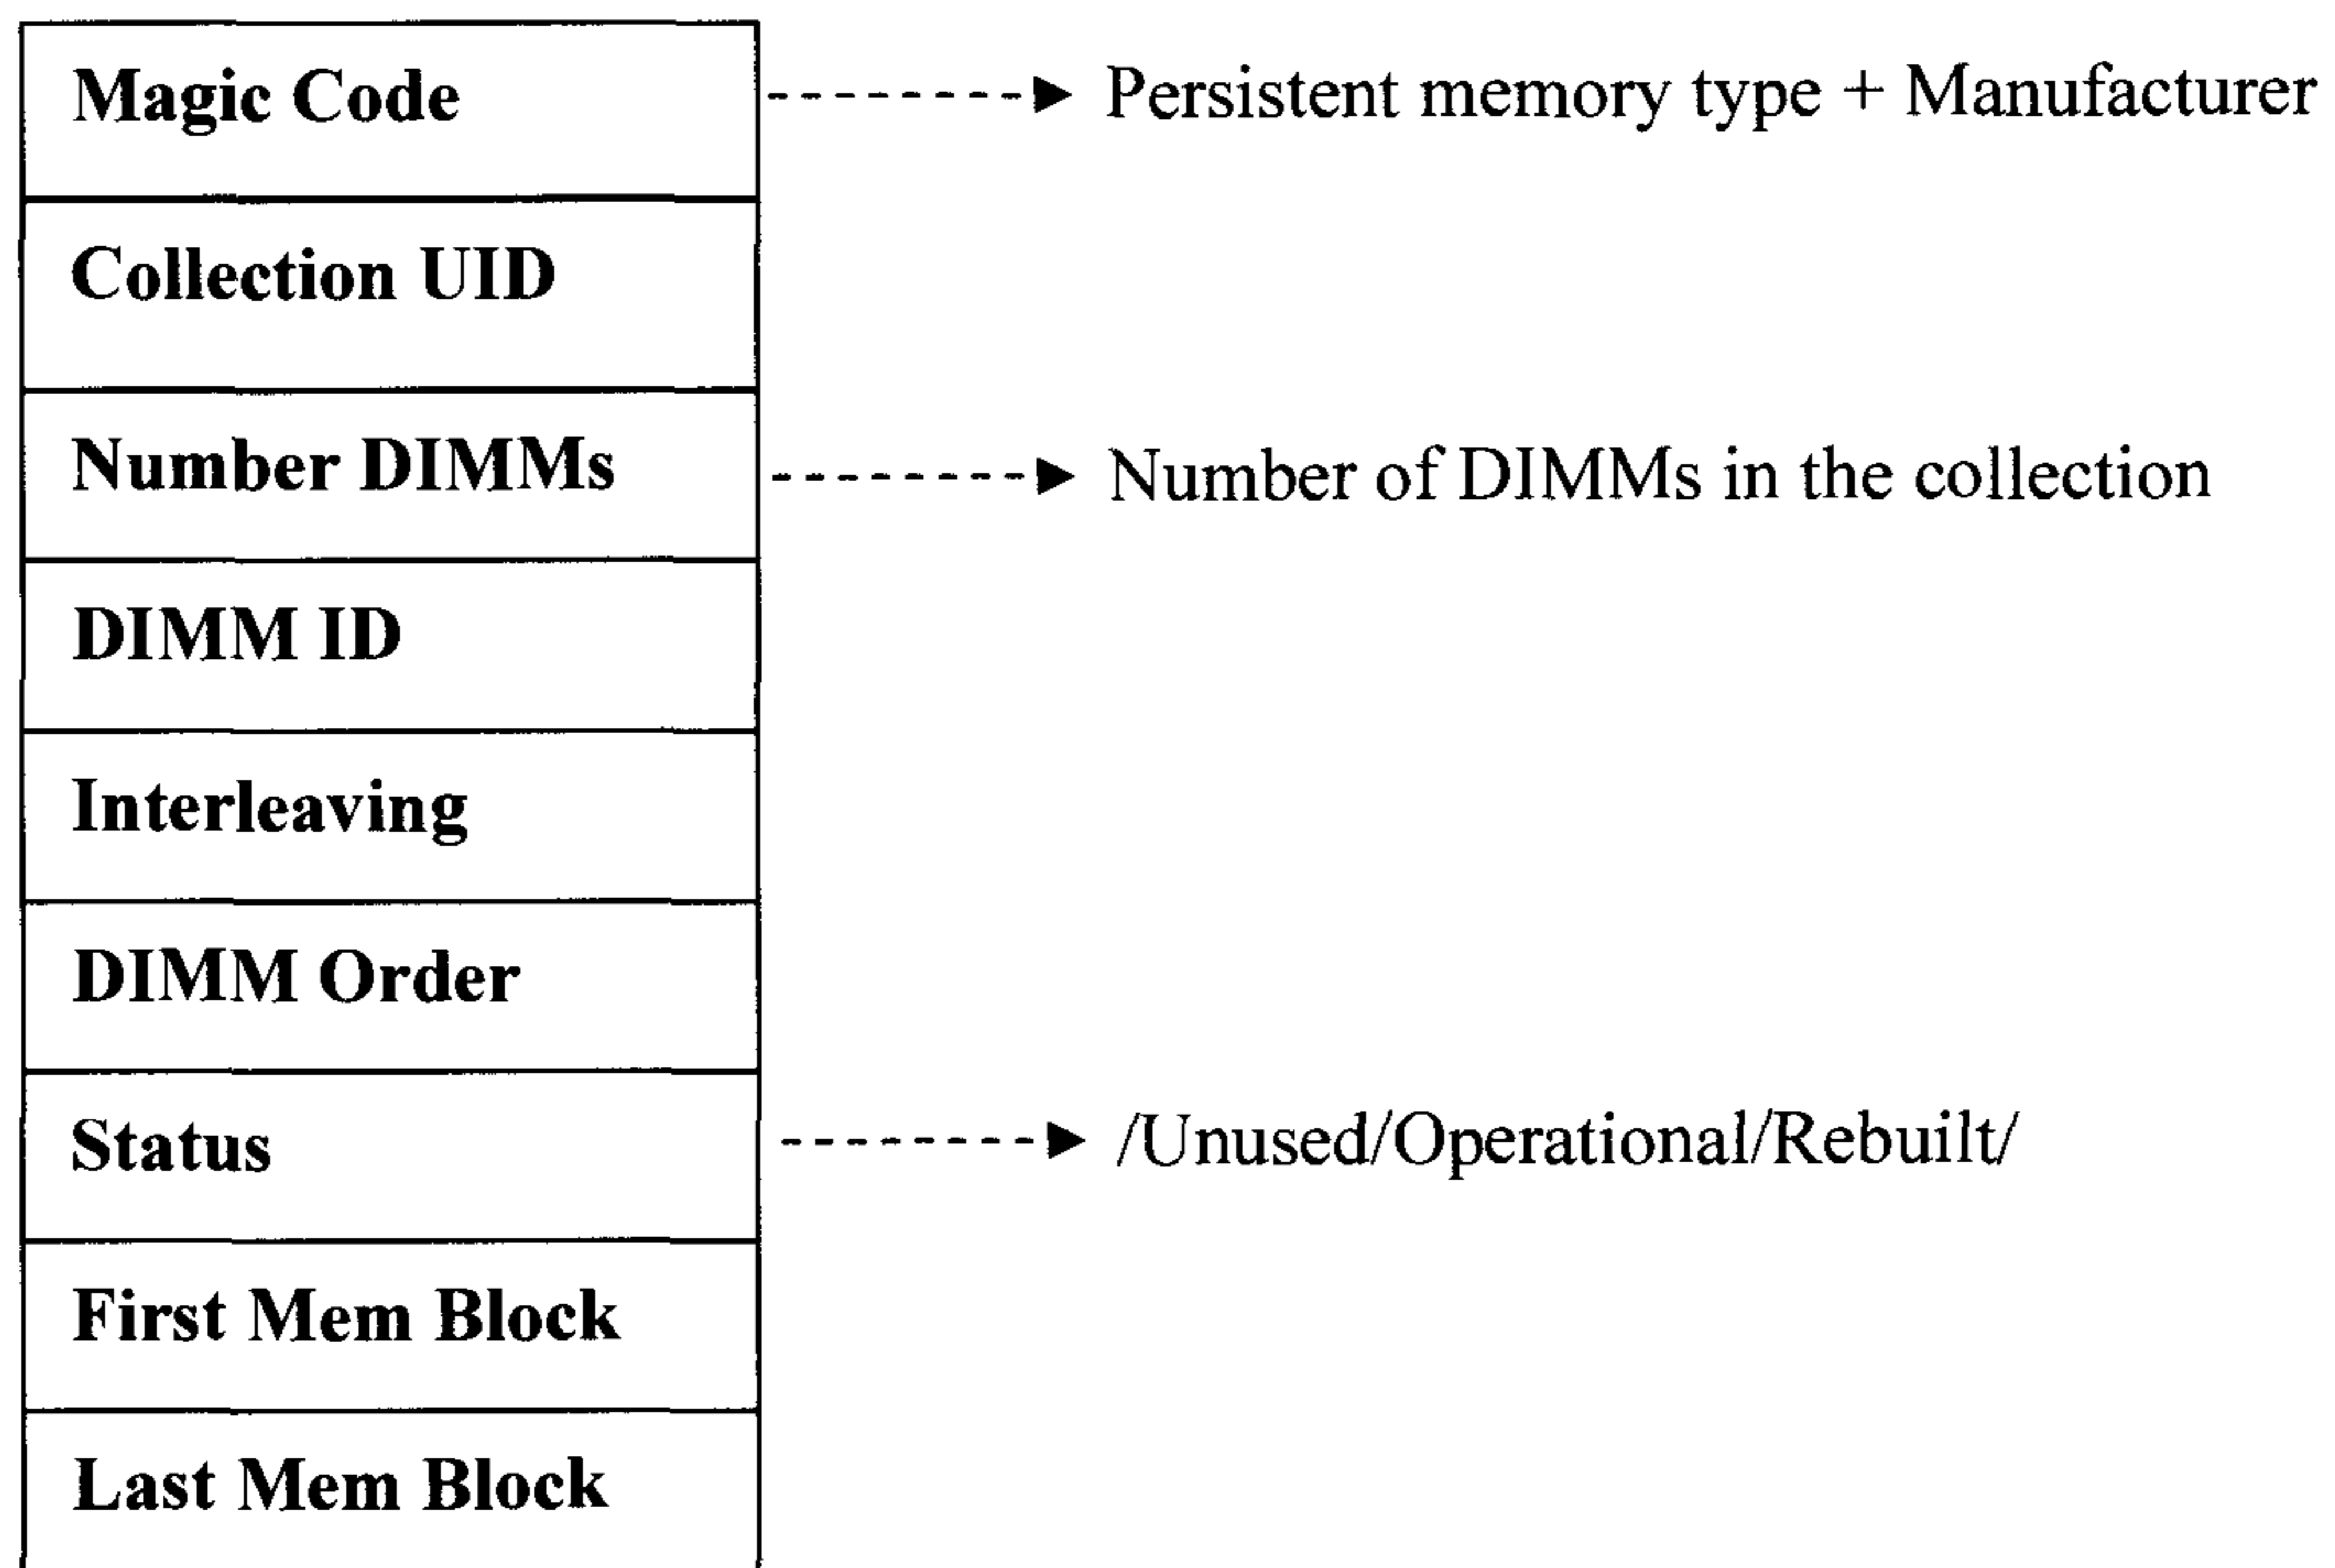 Magic Code
Persistent memory type + Manufacturer
Collection UID
Number DIMMs
Number of DIMMs in the collection
DIMM ID
Interleaving
DIMM Order
Status
/Unused/Operational/Rebuilt/
First Mem Block
Last Mem Block